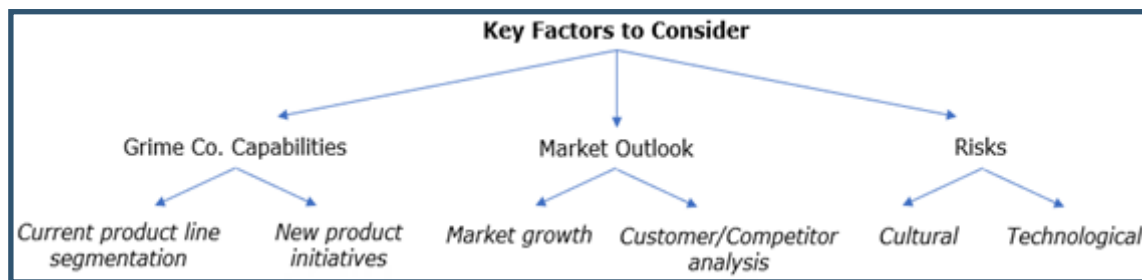 Key Factors to Consider
Grime Co. Capabilities
Market Outlook
Risks
Current product line
segmentation
New product
initiatives
Market growth
Customer/Competitor
analysis
Cultural
Technological